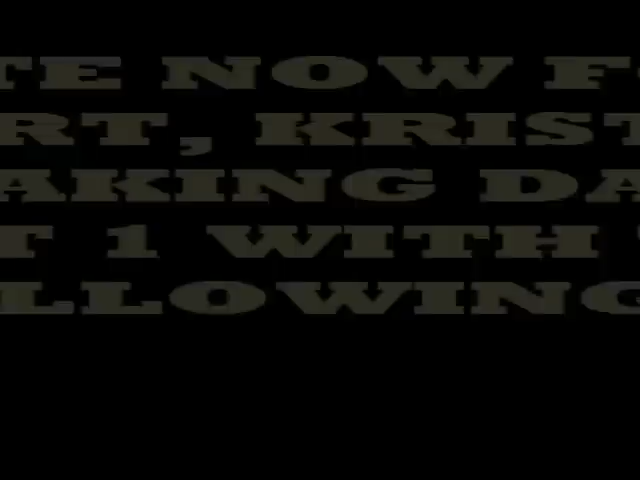 TE NOW F
RT, KRIST
AKING DA
T 1 WITH
LLOWING